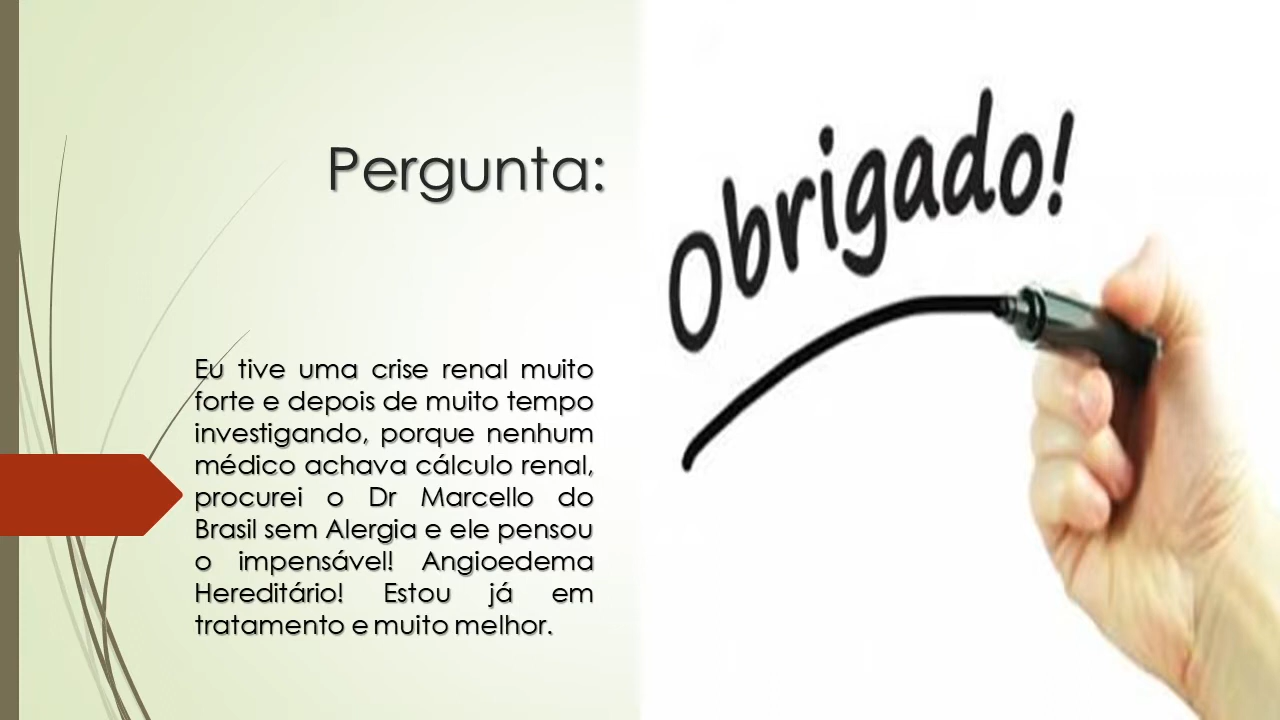 Pergunta:
Obrigado!
Eu tive uma crise renal muito
forte e depois de muito tempo
investigando, porque nenhum
médico achava cálculo renal,
procurei o Dr Marcello do
Brasil sem Alergia e ele pensou
o impensável! Angioedema
Hereditário! Estou já em
tratamento e muito melhor.